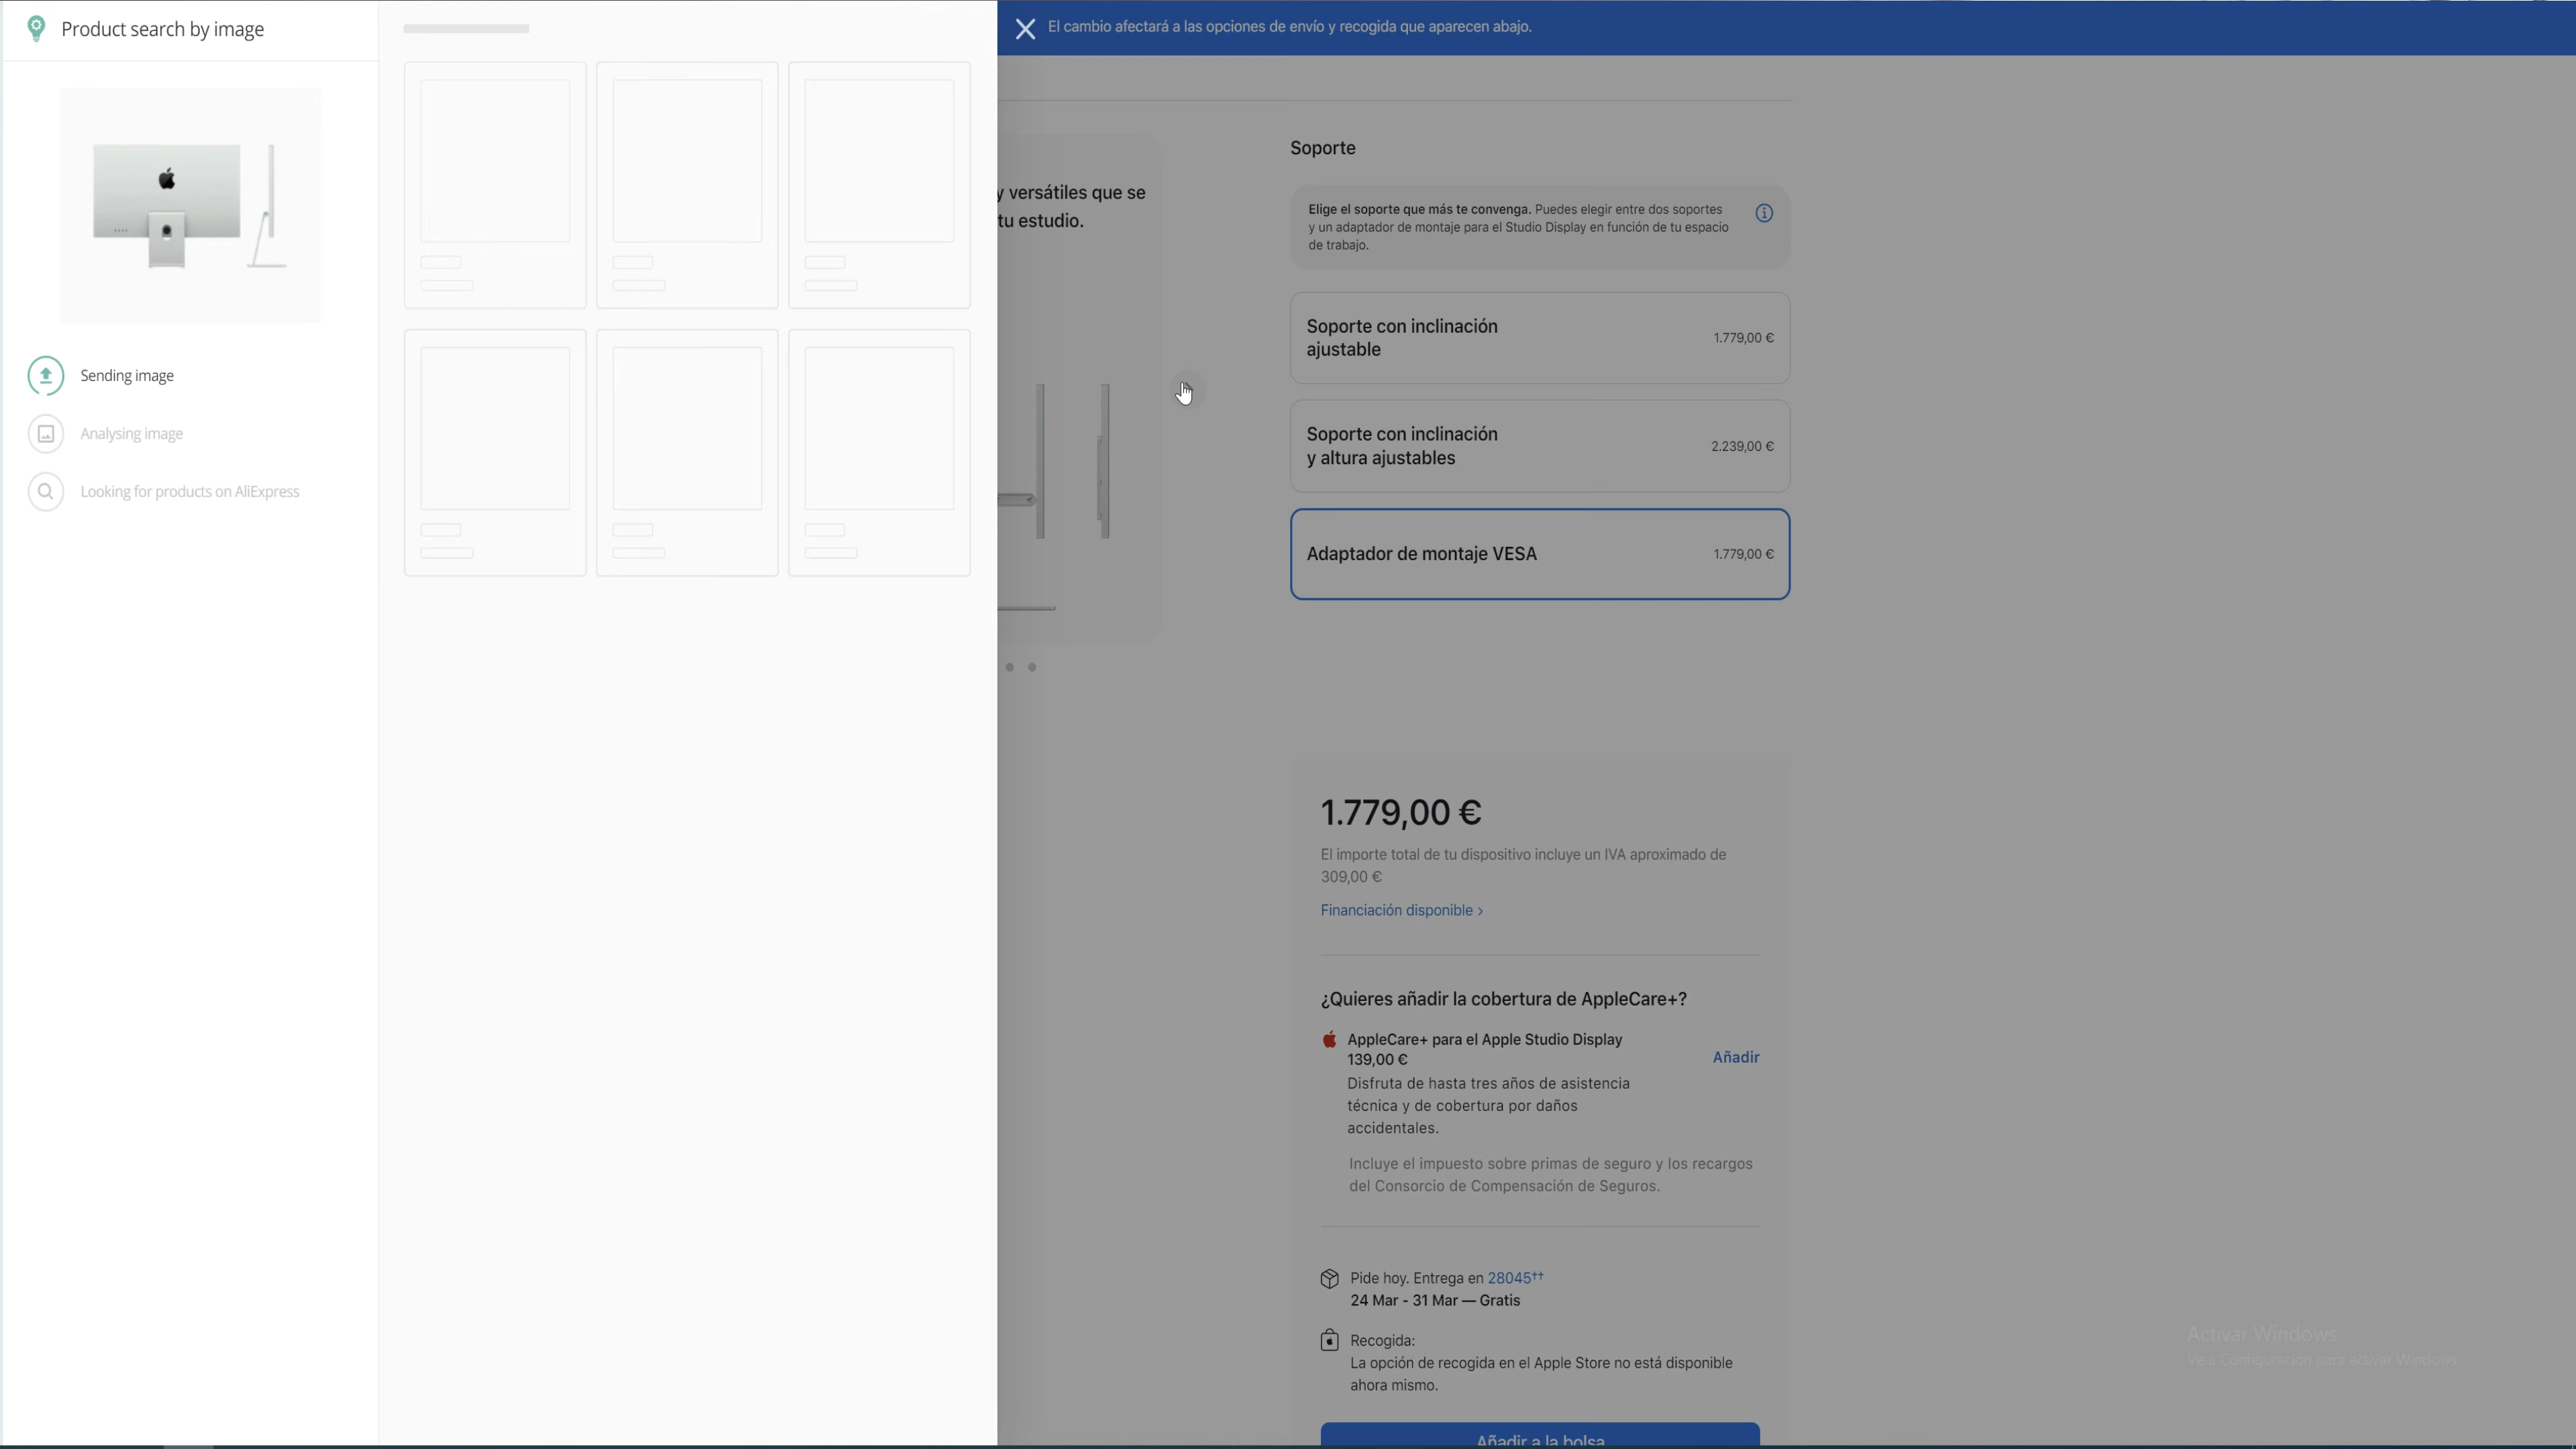 Product search by image
Sending image
Analysing image
Looking for products on AliExpress
El cambio afectará a las opciones de envío y recogida que aparecen abajo.
y versátiles que se
tu estudio.
Soporte
Elige el soporte que más te convenga. Puedes elegir entre dos soportes
y un adaptador de montaje para el Studio Display en función de tu espacio
de trabajo.
Soporte con inclinación
ajustable
1.779,00 €
Soporte con inclinación
y altura ajustables
2.239,00 €
Adaptador de montaje VESA
1.779,00 €
1.779,00 €
El importe total de tu dispositivo incluye un IVA aproximado de
309,00 €
Financiación disponible >
¿Quieres añadir la cobertura de AppleCare+?
AppleCare+ para el Apple Studio Display
139,00 €
Añadir
Disfruta de hasta tres años de asistencia
técnica y de cobertura por daños
accidentales.
Incluye el impuesto sobre primas de seguro y los recargos
del Consorcio de Compensación de Seguros.
Pide hoy. Entrega en 28045††
24 Mar - 31 Mar — Gratis
Recogida:
La opción de recogida en el Apple Store no está disponible
ahora mismo.
Añadir a la bolsa
Activar Windows
Ve a Configuración para activar Windows.